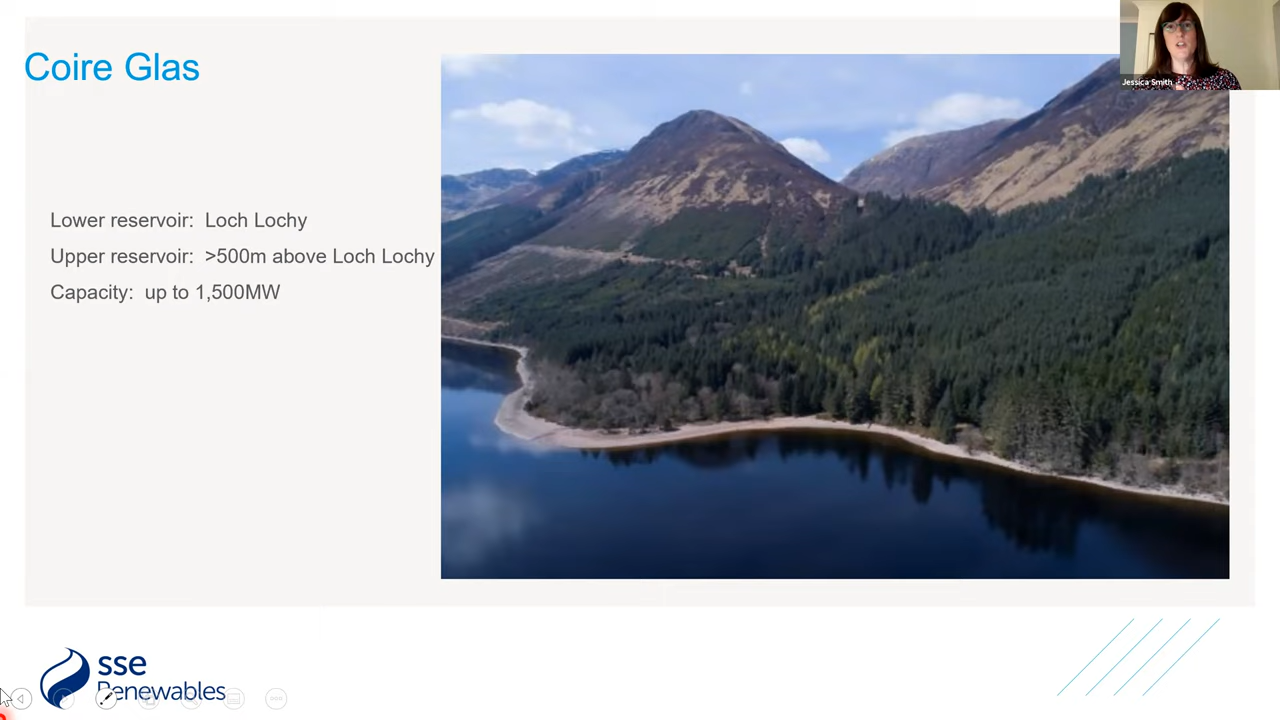 Coire Glas
Jessica Smith
Lower reservoir: Loch Lochy
Upper reservoir: >500m above Loch Lochy
Capacity: up to 1,500MW
sse
Renewables